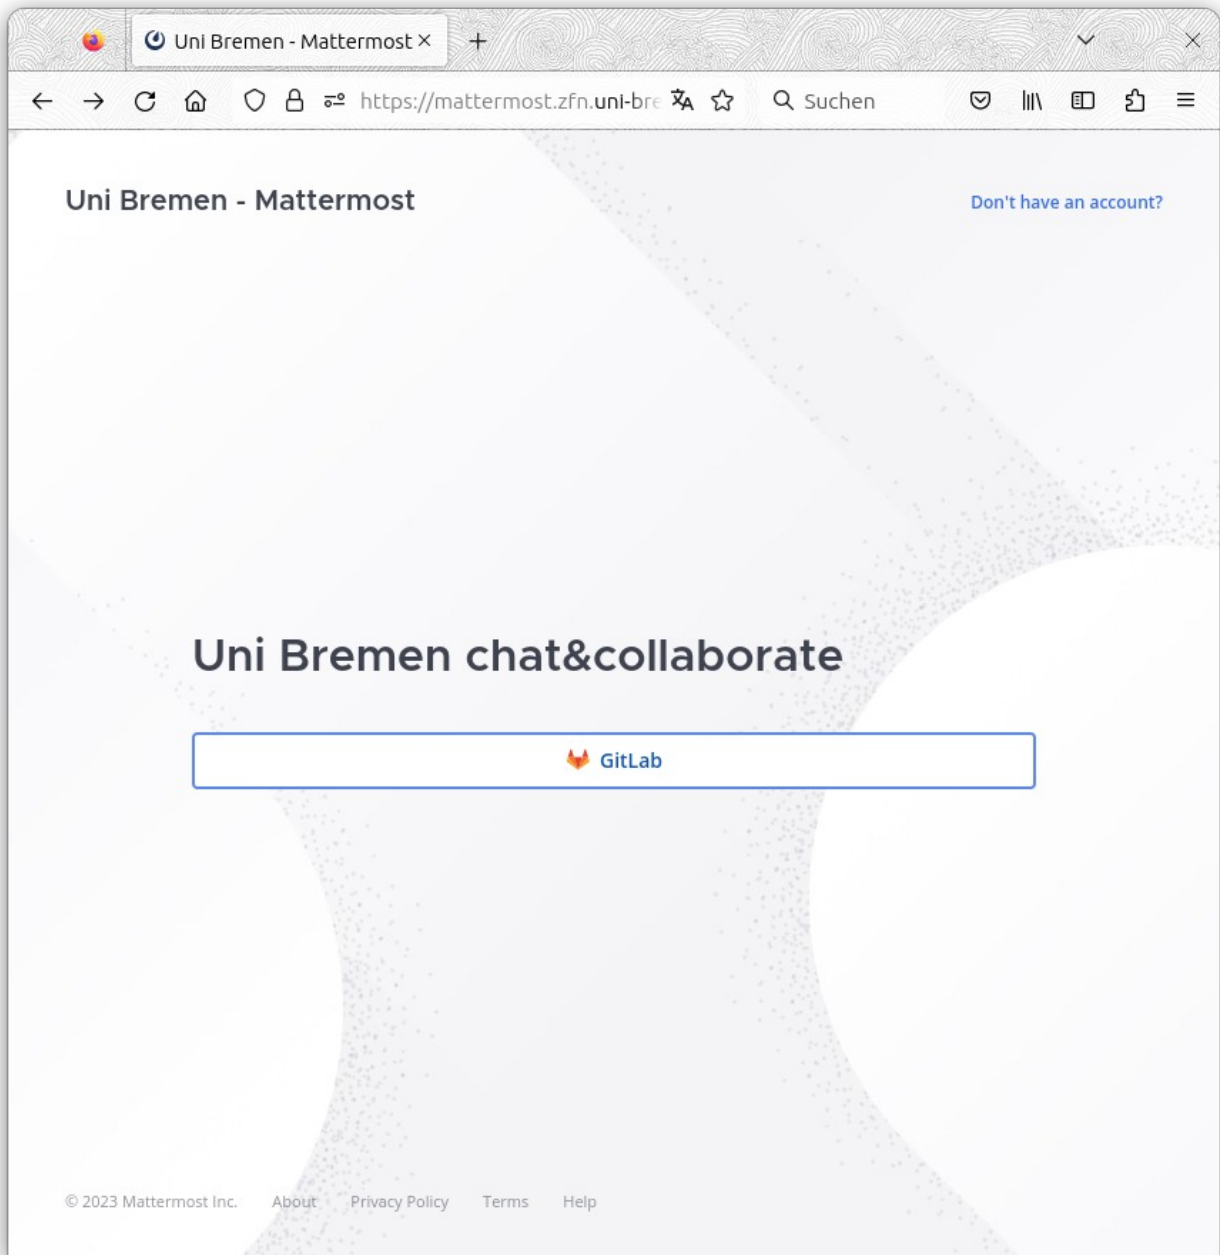 Uni Bremen - Mattermost
https://mattermost.zfn.uni-bre
Suchen
Uni Bremen - Mattermost
Don't have an account?
Uni Bremen chat&collaborate
GitLab
© 2023 Mattermost Inc. About Privacy Policy Terms Help